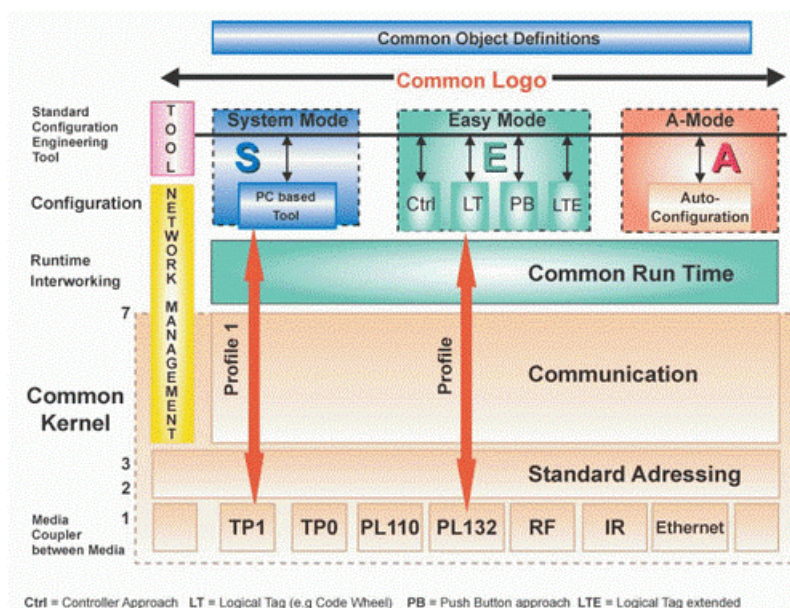 Common Object Definitions
Common Logo
Standard
Configuration
Engineering
Tool
TOOL
System Mode
S
PC based
Tool
Easy Mode
E
Ctrl
LT
PB
LTE
A-Mode
A
Auto-
Configuration
Configuration
NETWORK MANAGEMENT
Runtime
Interworking
Common Run Time
7
Profile 1
Profile
Communication
Common
Kernel
3
2
Standard Adressing
Media
Coupler
between Media
1
TP1
TP0
PL110
PL132
RF
IR
Ethernet
Ctrl = Controller Approach LT = Logical Tag (e.g Code Wheel) PB = Push Button approach LTE = Logical Tag extended